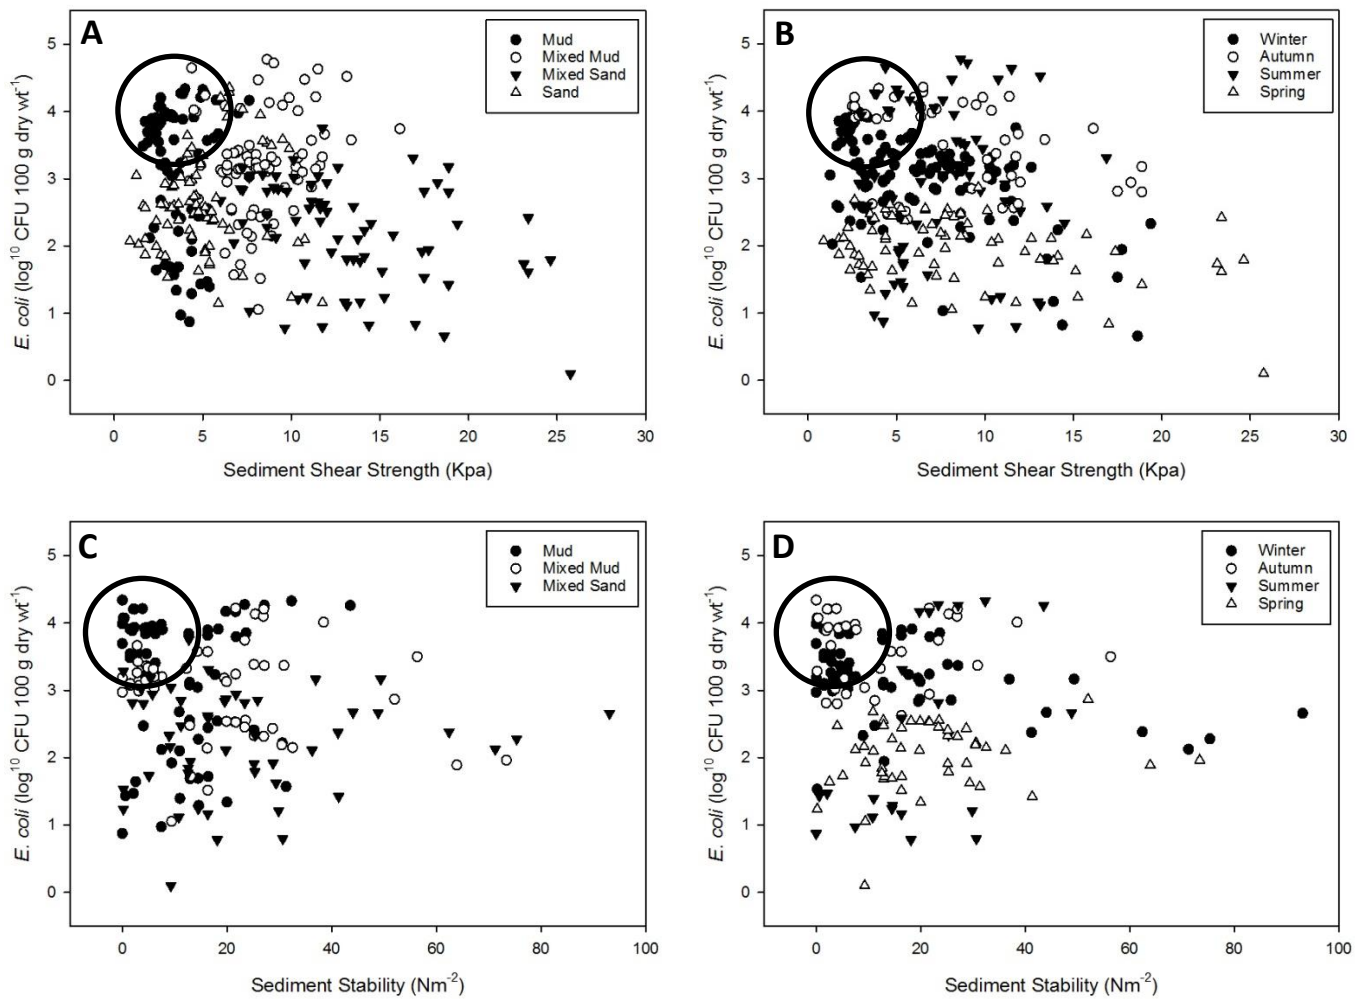 A
Mud
Mixed Mud
Mixed Sand
Sand
5
4
3
2
1
0
E. coli (log¹⁰ CFU 100 g dry wt⁻¹)
0 5 10 15 20 25 30
Sediment Shear Strength (Kpa)
B
Winter
Autumn
Summer
Spring
5
4
3
2
1
0
E. coli (log¹⁰ CFU 100 g dry wt⁻¹)
0 5 10 15 20 25 30
Sediment Shear Strength (Kpa)
C
Mud
Mixed Mud
Mixed Sand
5
4
3
2
1
0
E. coli (log¹⁰ CFU 100 g dry wt⁻¹)
0 20 40 60 80 100
Sediment Stability (Nm⁻²)
D
Winter
Autumn
Summer
Spring
5
4
3
2
1
0
E. coli (log¹⁰ CFU 100 g dry wt⁻¹)
0 20 40 60 80 100
Sediment Stability (Nm⁻²)